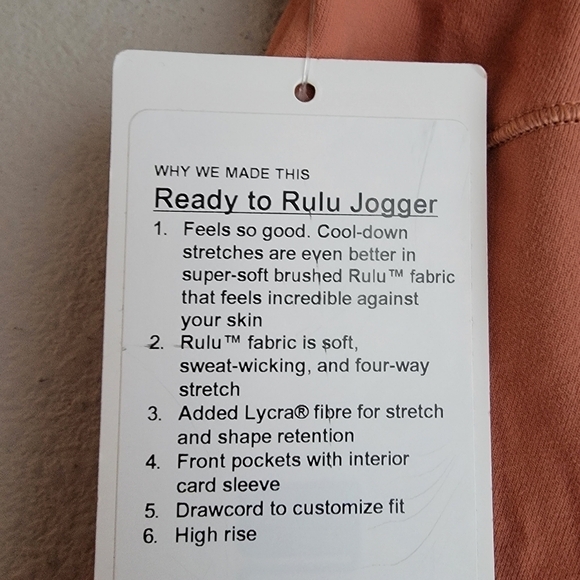 WHY WE MADE THIS
Ready to Rulu Jogger
1. Feels so good. Cool-down
stretches are even better in
super-soft brushed Rulu™ fabric
that feels incredible against
your skin
2. Rulu™ fabric is soft,
sweat-wicking, and four-way
stretch
3. Added Lycra® fibre for stretch
and shape retention
4. Front pockets with interior
card sleeve
5. Drawcord to customize fit
6. High rise